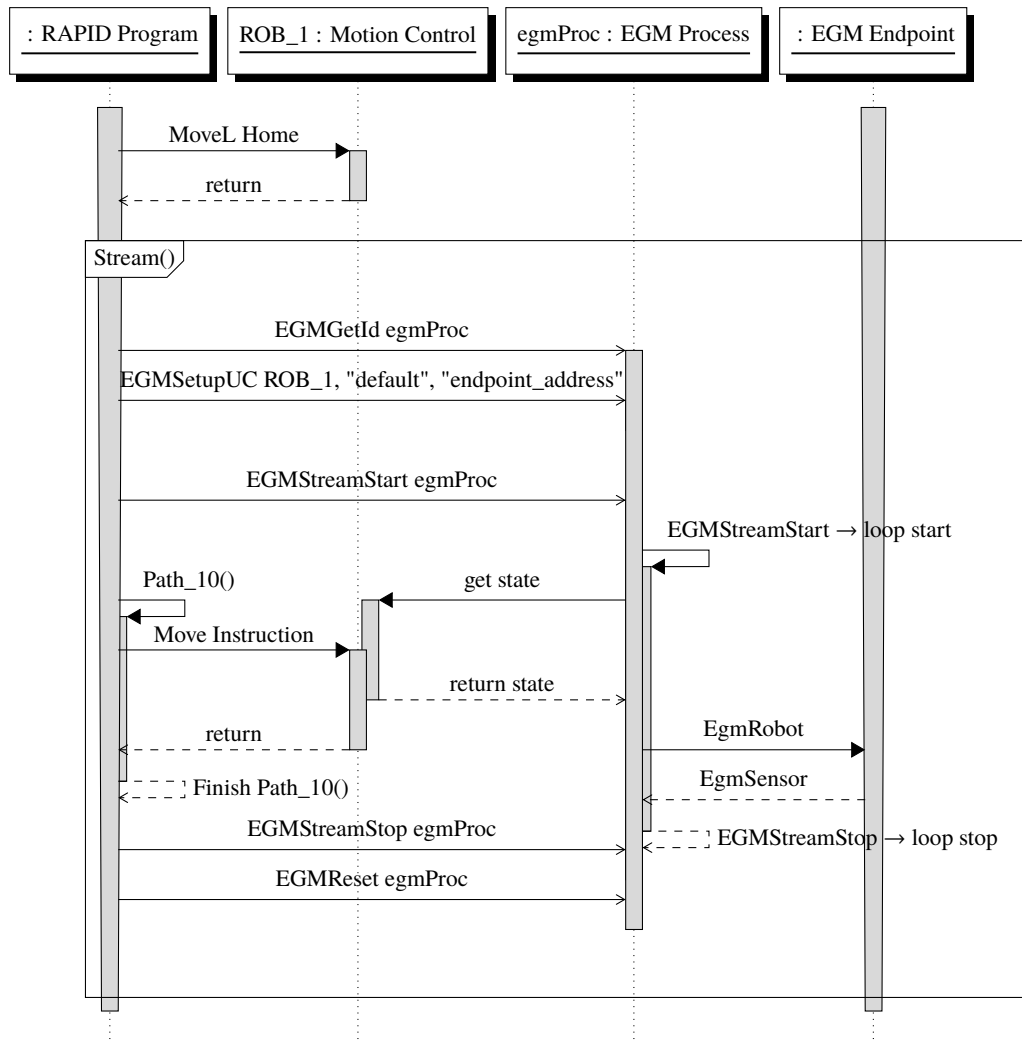 : RAPID Program
ROB_1 : Motion Control
egmProc : EGM Process
: EGM Endpoint
MoveL Home
return
Stream()
EGMGetId egmProc
EGMSetupUC ROB_1, "default", "endpoint_address"
EGMStreamStart egmProc
EGMStreamStart → loop start
Path_10()
get state
Move Instruction
return state
return
EgmRobot
EgmSensor
Finish Path_10()
EGMStreamStop egmProc
EGMStreamStop → loop stop
EGMReset egmProc